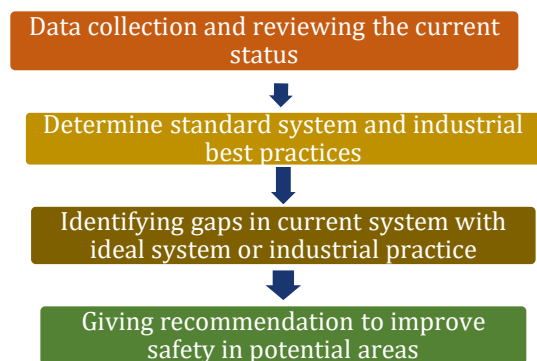 Data collection and reviewing the current
status
Determine standard system and industrial
best practices
Identifying gaps in current system with
ideal system or industrial practice
Giving recommendation to improve
safety in potential areas